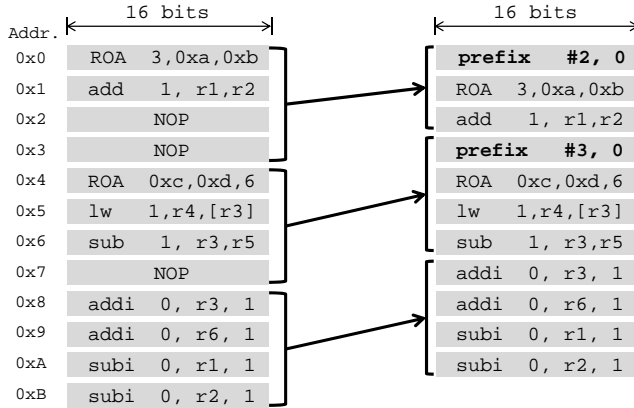 16 bits 16 bits
Addr.
0x0 ROA 3,0xa,0xb prefix #2, 0
0x1 add 1, r1,r2 ROA 3,0xa,0xb
0x2 NOP add 1, r1,r2
0x3 NOP prefix #3, 0
0x4 ROA 0xc,0xd,6 ROA 0xc,0xd,6
0x5 lw 1,r4,[r3] lw 1,r4,[r3]
0x6 sub 1, r3,r5 sub 1, r3,r5
0x7 NOP addi 0, r3, 1
0x8 addi 0, r3, 1 addi 0, r6, 1
0x9 addi 0, r6, 1 subi 0, r1, 1
0xA subi 0, r1, 1 subi 0, r2, 1
0xB subi 0, r2, 1